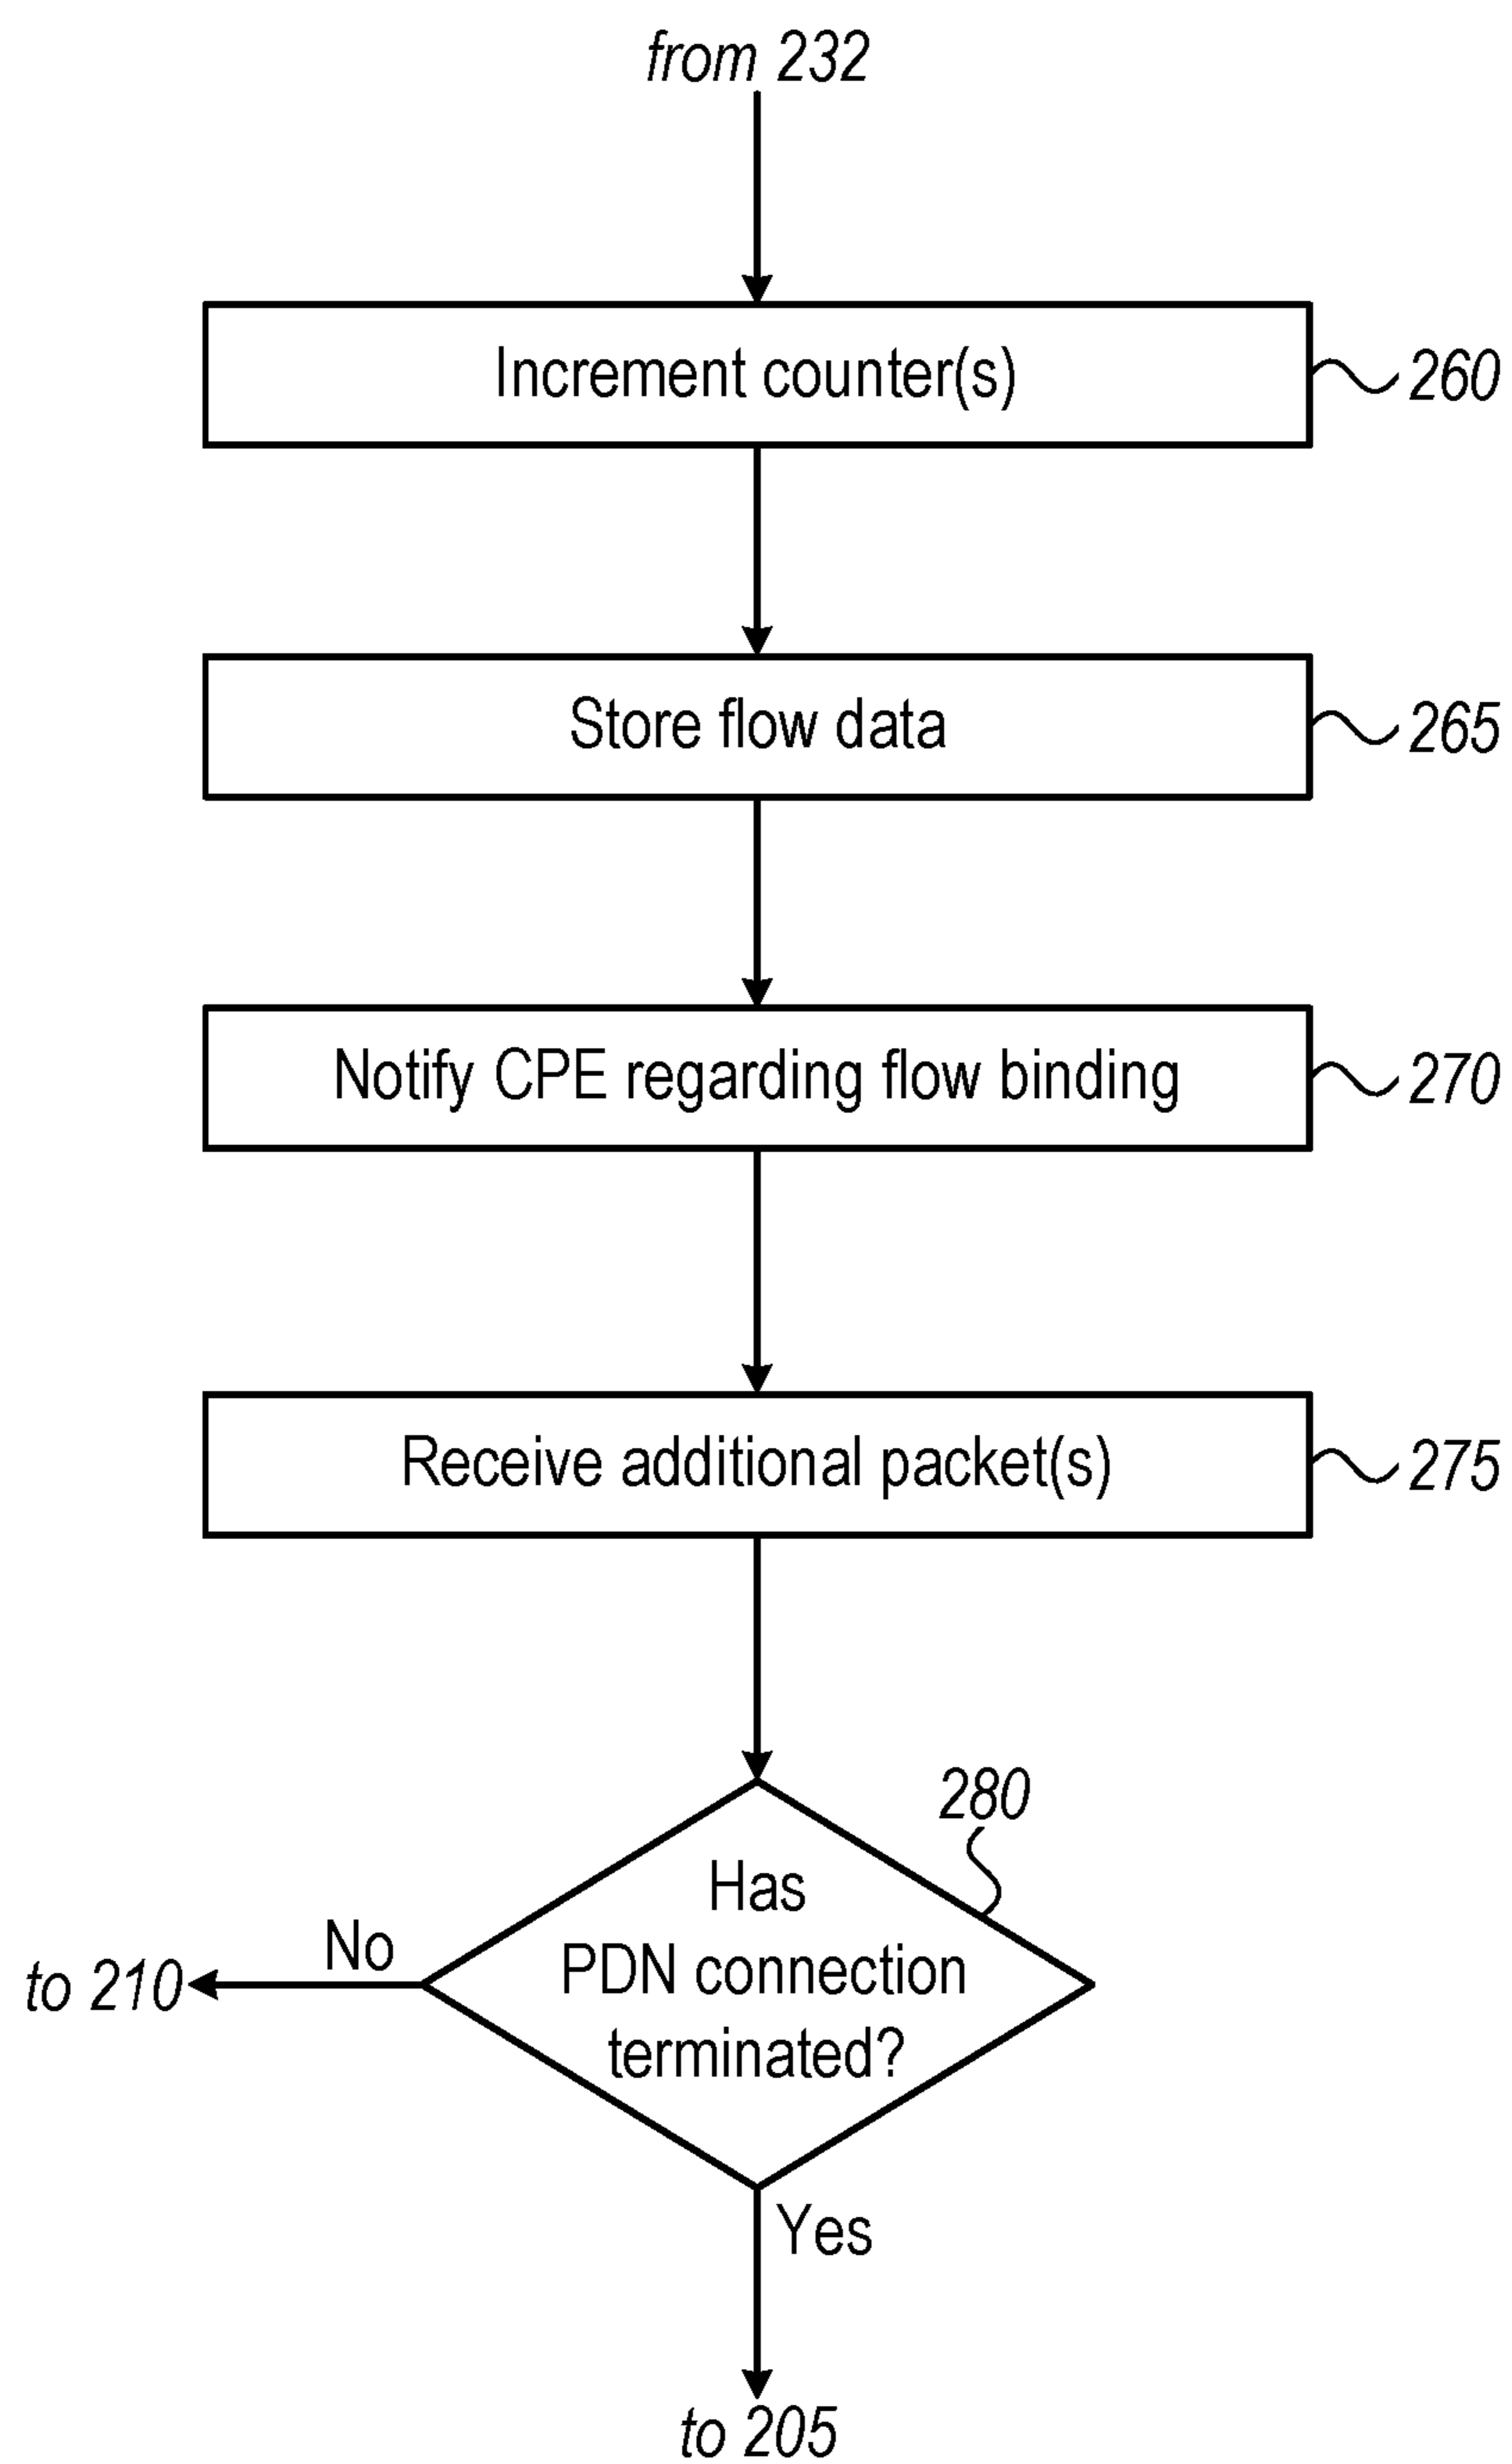 from 232
Increment counter(s)
260
Store flow data
265
Notify CPE regarding flow binding
270
Receive additional packet(s)
275
280
Has
PDN connection
terminated?
No
to 210
Yes
to 205